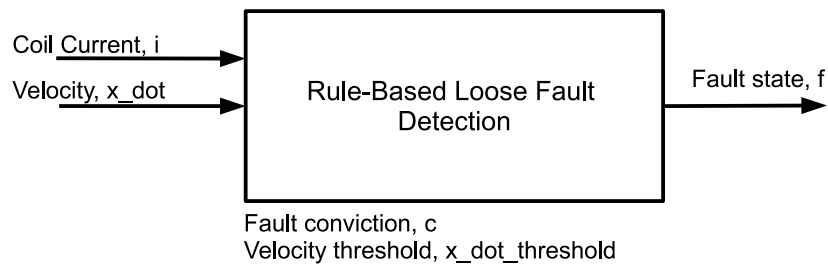 Coil Current, i
Velocity, x_dot
Rule-Based Loose Fault
Detection
Fault state, f
Fault conviction, c
Velocity threshold, x_dot_threshold